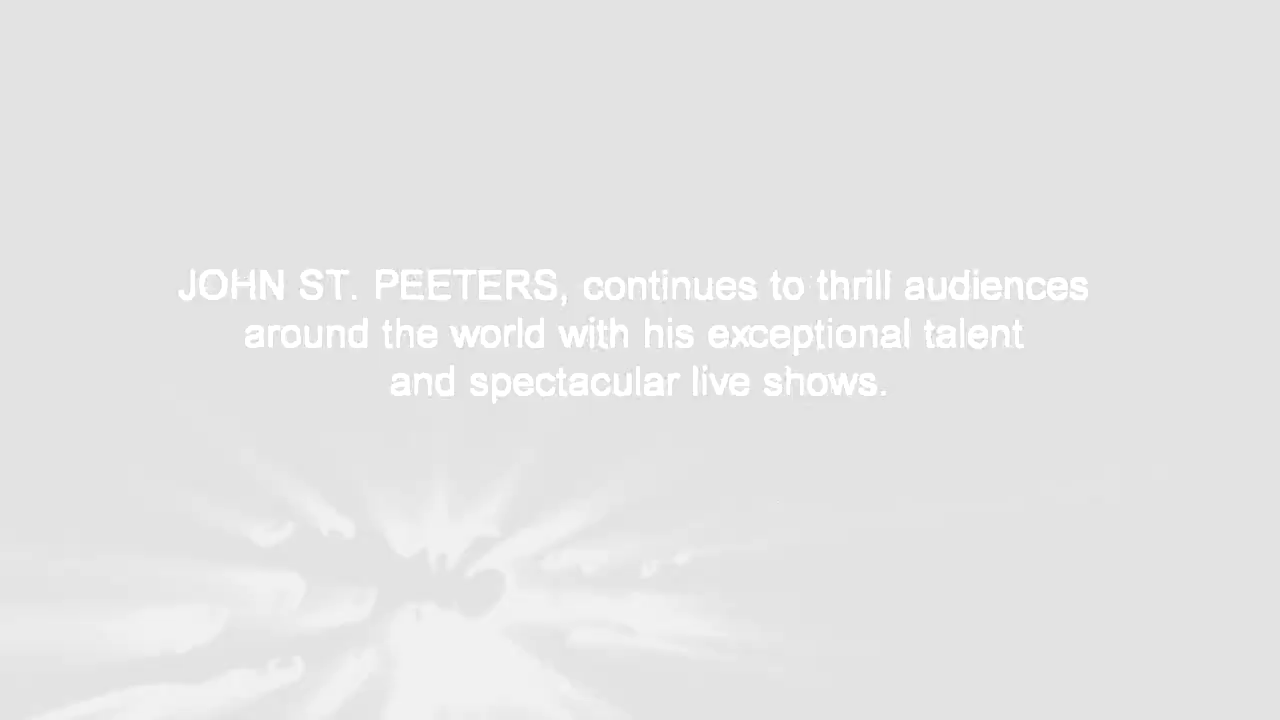 JOHN ST. PEETERS, continues to thrill audiences
around the world with his exceptional talent
and spectacular live shows.